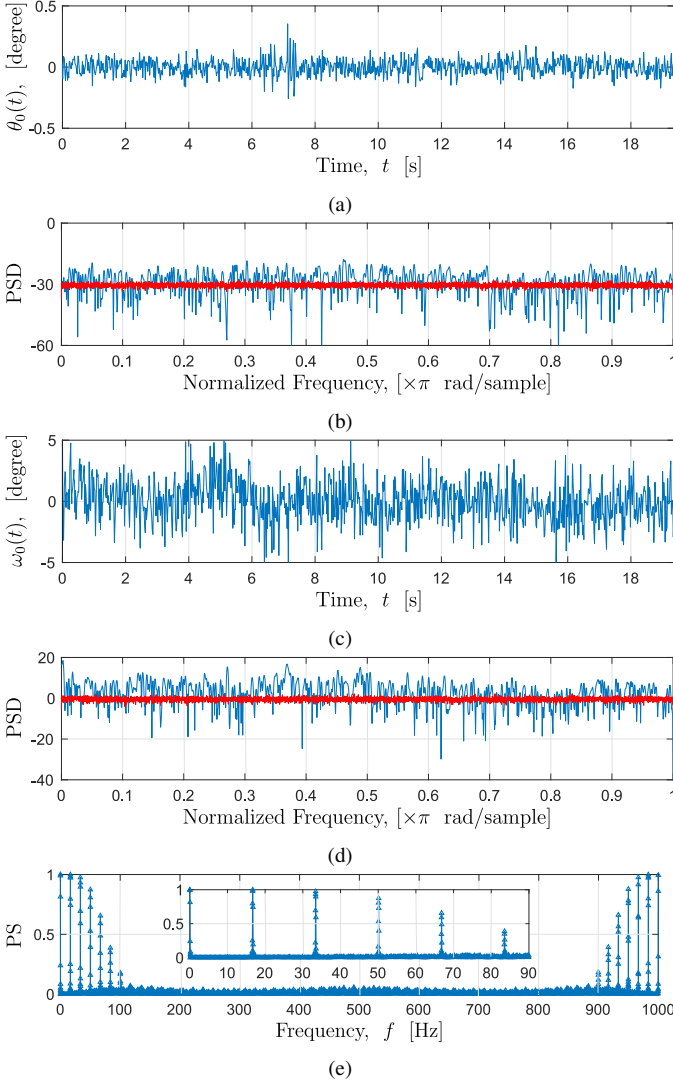 0.5
0
-0.5
θ₀(t), [degree]
0 2 4 6 8 10 12 14 16 18
Time, t [s]
(a)
0
-30
-60
PSD
0 0.1 0.2 0.3 0.4 0.5 0.6 0.7 0.8 0.9 1
Normalized Frequency, [×π rad/sample]
(b)
5
0
-5
ω₀(t), [degree]
0 2 4 6 8 10 12 14 16 18
Time, t [s]
(c)
20
0
-20
-40
PSD
0 0.1 0.2 0.3 0.4 0.5 0.6 0.7 0.8 0.9 1
Normalized Frequency, [×π rad/sample]
(d)
1
0.5
0
PS
1
0.5
0
0 10 20 30 40 50 60 70 80 90
0 100 200 300 400 500 600 700 800 900 1000
Frequency, f [Hz]
(e)